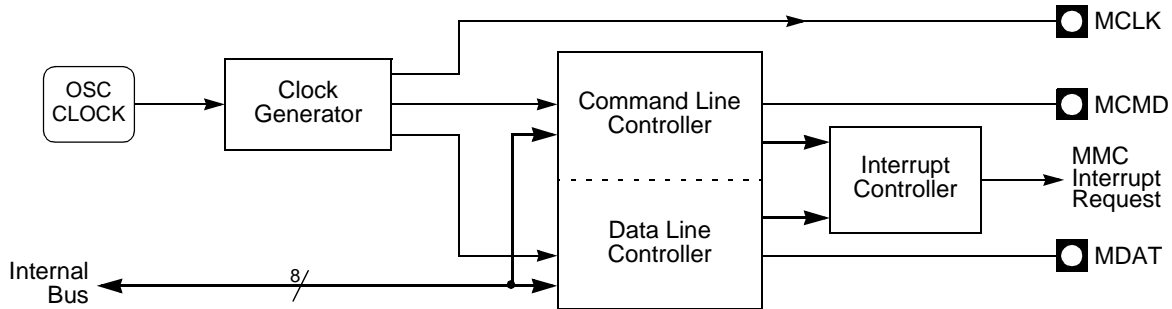 MCLK
OSC
CLOCK
Clock
Generator
Command Line
Controller
MCMD
Interrupt
Controller
MMC
Interrupt
Request
Data Line
Controller
MDAT
Internal
Bus
8